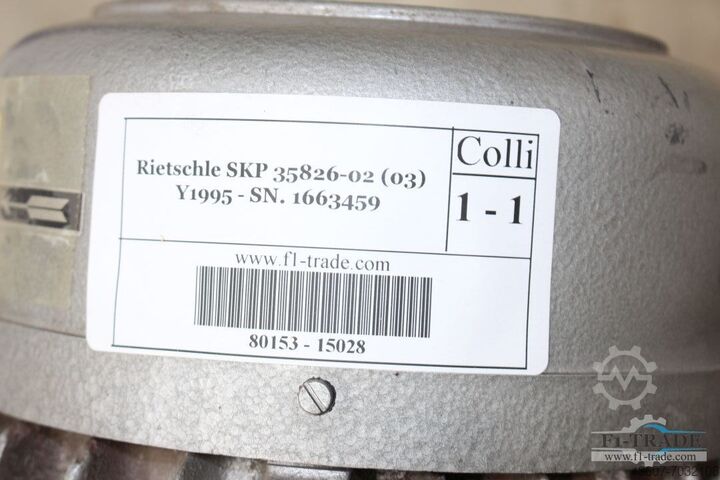 Rietschle SKP 35826-02 (03)
Y1995 - SN. 1663459
Colli
1 - 1
www.f1-trade.com
80153 - 15028
F1-TRADE
www.f1-trade.com